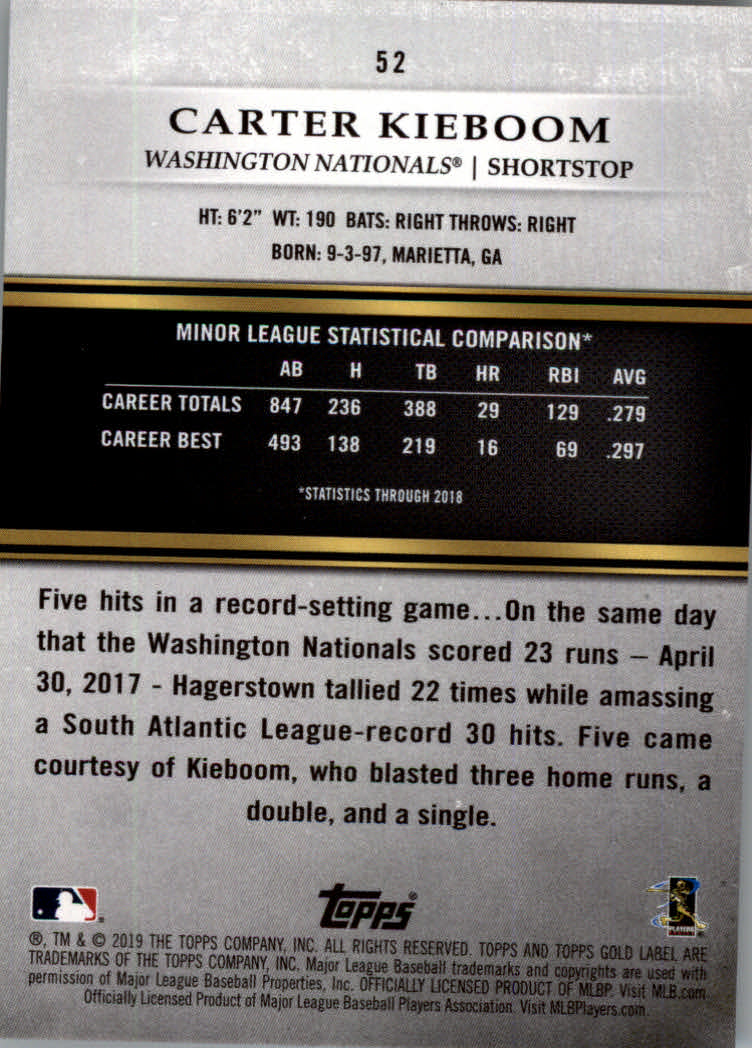 52
CARTER KIEBOOM
WASHINGTON NATIONALS® | SHORTSTOP
HT: 6'2" WT: 190 BATS: RIGHT THROWS: RIGHT
BORN: 9-3-97, MARIETTA, GA
MINOR LEAGUE STATISTICAL COMPARISON*
AB H TB HR RBI AVG
CAREER TOTALS 847 236 388 29 129 .279
CAREER BEST 493 138 219 16 69 .297
*STATISTICS THROUGH 2018
Five hits in a record-setting game...On the same day
that the Washington Nationals scored 23 runs – April
30, 2017 - Hagerstown tallied 22 times while amassing
a South Atlantic League-record 30 hits. Five came
courtesy of Kieboom, who blasted three home runs, a
double, and a single.
Topps®
PLAYERS
®, TM & © 2019 THE TOPPS COMPANY, INC. ALL RIGHTS RESERVED. TOPPS AND TOPPS GOLD LABEL ARE
TRADEMARKS OF THE TOPPS COMPANY, INC. Major League Baseball trademarks and copyrights are used with
permission of Major League Baseball Properties, Inc. OFFICIALLY LICENSED PRODUCT OF MLBP. Visit MLB.com
Officially Licensed Product of Major League Baseball Players Association. Visit MLBPlayers.com.